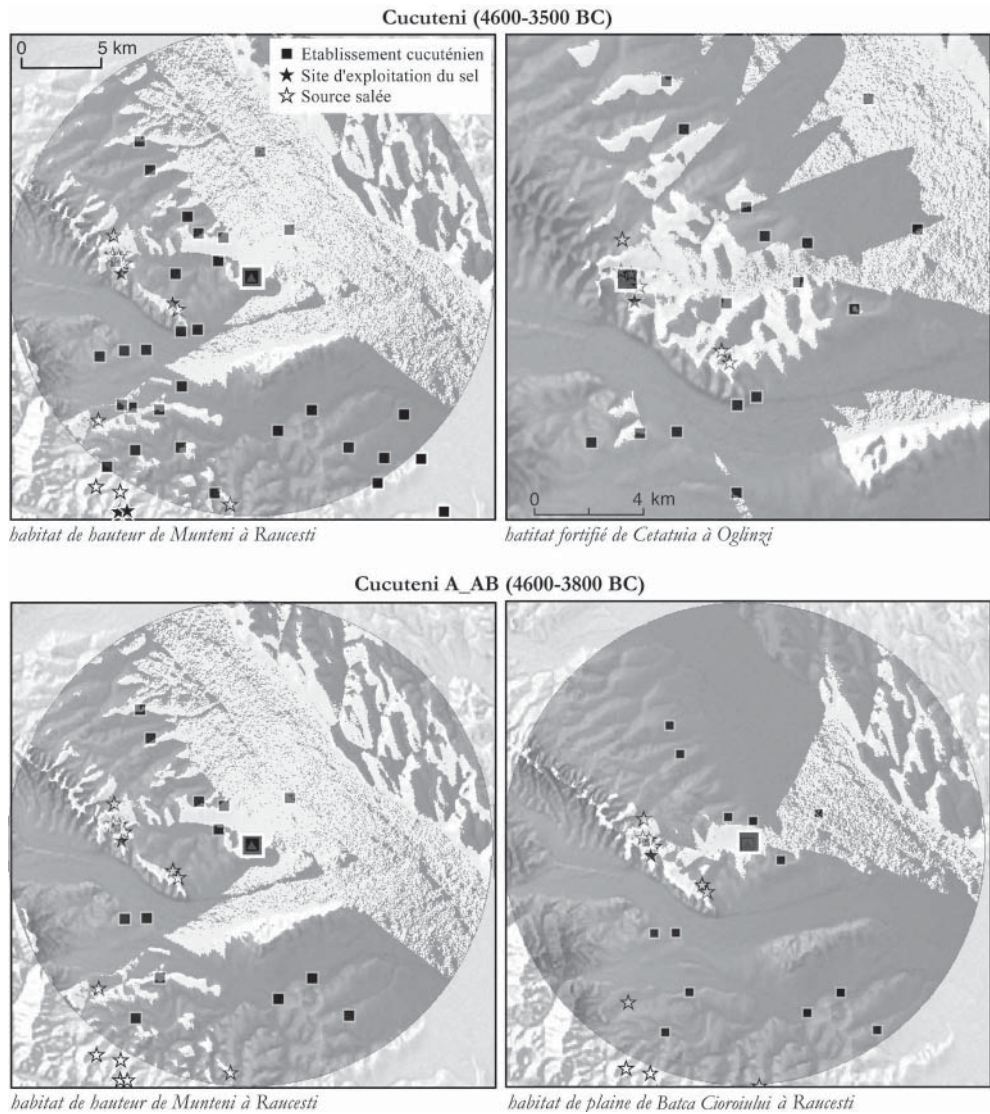 Cucuteni (4600-3500 BC)
0 5 km
Etablissement cucuténien
Site d'exploitation du sel
Source salée
0 4 km
habitat de hauteur de Munteni à Raucesti
hatitat fortifié de Cetatuia à Oglinzi
Cucuteni A_AB (4600-3800 BC)
habitat de hauteur de Munteni à Raucesti
habitat de plaine de Batca Cioroiului à Raucesti